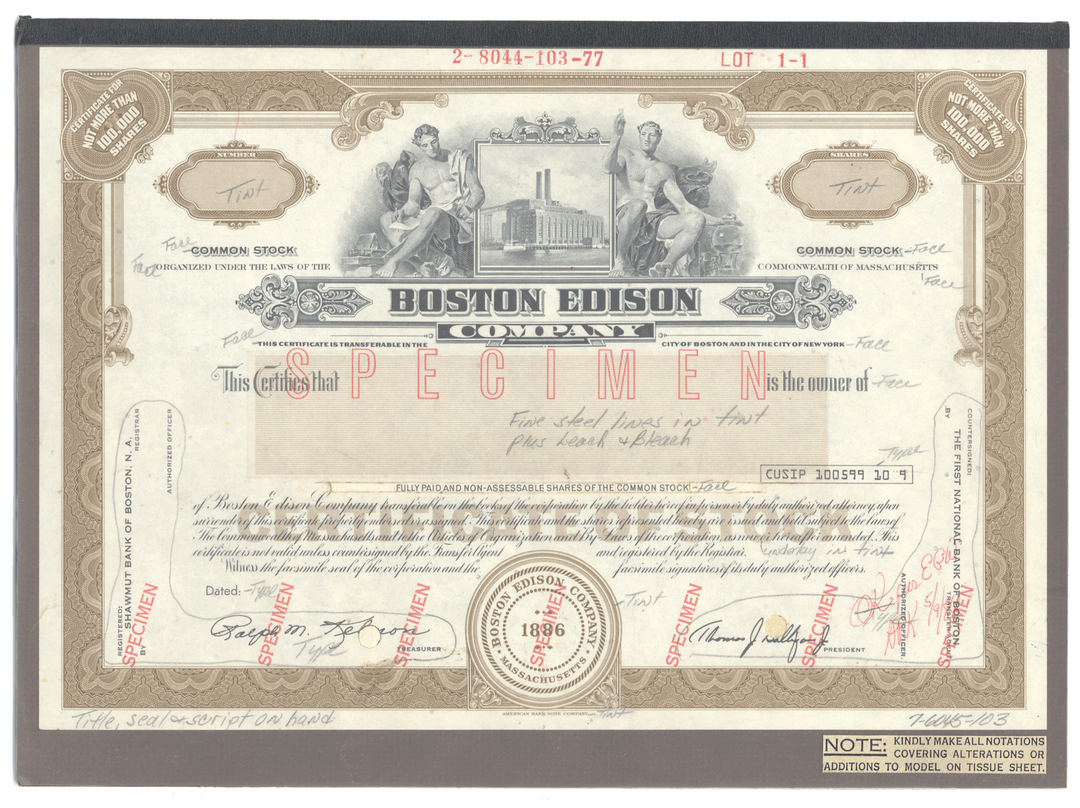 2- 8044-103-77
LOT 1-1
CERTIFICATE FOR
NOT MORE THAN
100,000
SHARES
CERTIFICATE FOR
NOT MORE THAN
100,000
SHARES
NUMBER
Tint
SHARES
Tint
Face
COMMON STOCK
COMMON STOCK -Face
Face
ORGANIZED UNDER THE LAWS OF THE
COMMONWEALTH OF MASSACHUSETTS
Face
BOSTON EDISON
COMPANY
Face
THIS CERTIFICATE IS TRANSFERABLE IN THE
CITY OF BOSTON AND IN THE CITY OF NEW YORK -Face
SPECIMEN
This Certifies that
is the owner of -Face
Fine steel lines in tint
plus Leach & Bleach
Type
CUSIP 100599 10 9
FULLY PAID AND NON-ASSESSABLE SHARES OF THE COMMON STOCK -Face
of Boston Edison Company transferable on the books of the corporation by the holder hereof in person or by duly authorized attorney, upon
surrender of this certificate properly endorsed or assigned. This certificate and the shares represented hereby are issued and held subject to the laws of
The Commonwealth of Massachusetts and to the Articles of Organization and By-Laws of the corporation, as now or hereafter amended. This
certificate is not valid unless countersigned by the Transfer Agent and registered by the Registrar.
underlay in tint
Witness the facsimile seal of the corporation and the facsimile signatures of its duly authorized officers.
Dated: -Type
Type
TREASURER
BOSTON EDISON COMPANY
1886
MASSACHUSETTS
-Tint
Thomas J.
PRESIDENT
REGISTERED:
SHAWMUT BANK OF BOSTON, N. A.
REGISTRAR
BY
AUTHORIZED OFFICER
COUNTERSIGNED:
THE FIRST NATIONAL BANK OF BOSTON
TRANSFER AGENT
BY
AUTHORIZED OFFICER
SPECIMEN
SPECIMEN
SPECIMEN
SPECIMEN
SPECIMEN
SPECIMEN
SPECIMEN
Title, seal & script on hand
AMERICAN BANK NOTE COMPANY -Tint
7-6045-103
NOTE: KINDLY MAKE ALL NOTATIONS
COVERING ALTERATIONS OR
ADDITIONS TO MODEL ON TISSUE SHEET.